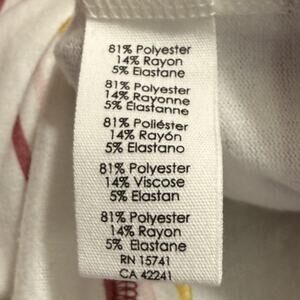 81% Polyester
14% Rayon
5% Elastane
81% Polyester
14% Rayonne
5% Elasthanne
81% Poliéster
14% Rayón
5% Elastano
81% Polyester
14% Viscose
5% Elastan
81% Polyester
14% Rayon
5% Elastane
RN 15741
CA 42241